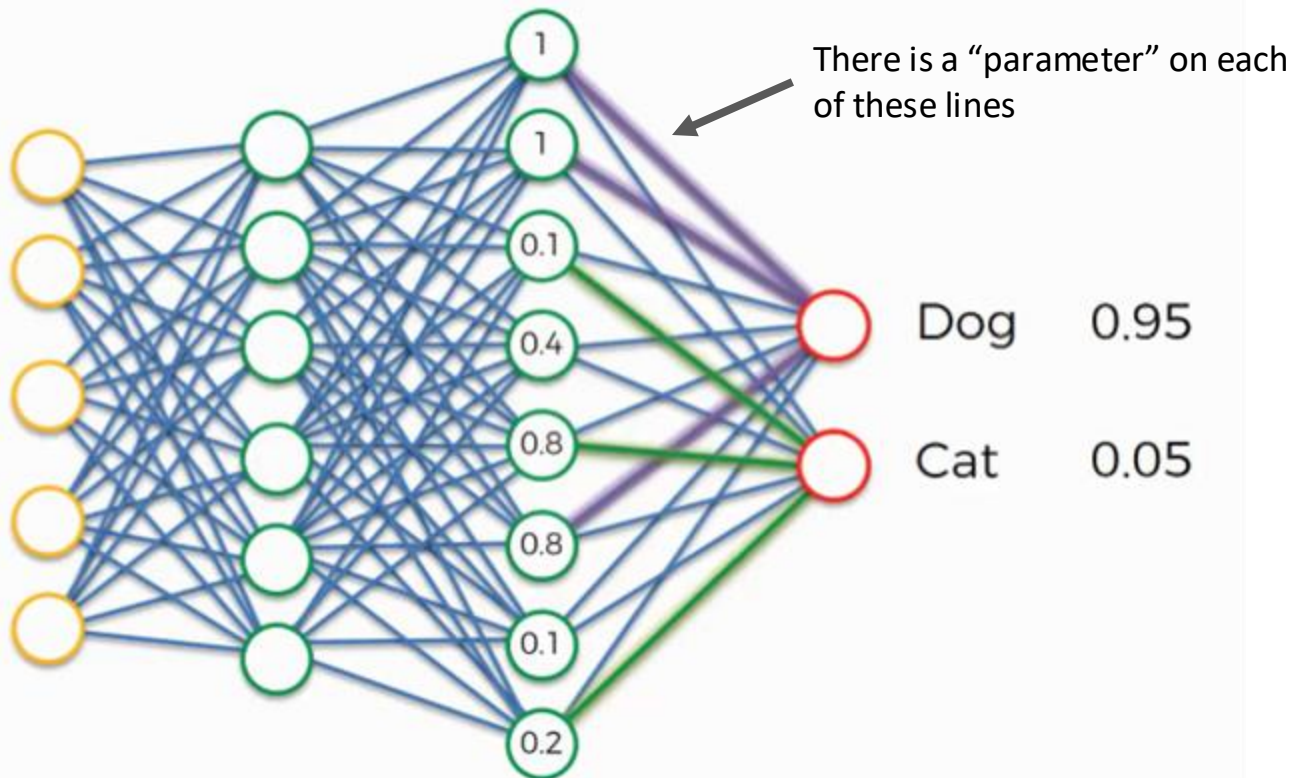 1
There is a “parameter” on each
of these lines
1
0.1
Dog 0.95
0.4
0.8
Cat 0.05
0.8
0.1
0.2